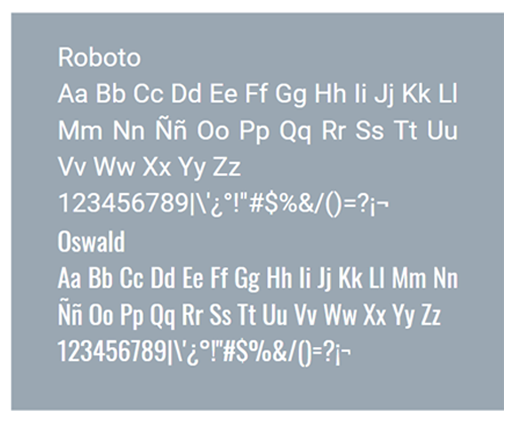 Roboto
Aa Bb Cc Dd Ee Ff Gg Hh Ii Jj Kk Ll
Mm Nn Ññ Oo Pp Qq Rr Ss Tt Uu
Vv Ww Xx Yy Zz
123456789|\'¿°!"#$%&/()=?¡¬
Oswald
Aa Bb Cc Dd Ee Ff Gg Hh Ii Jj Kk Ll Mm Nn
Ññ Oo Pp Qq Rr Ss Tt Uu Vv Ww Xx Yy Zz
123456789|\'¿°!"#$%&/()=?¡¬